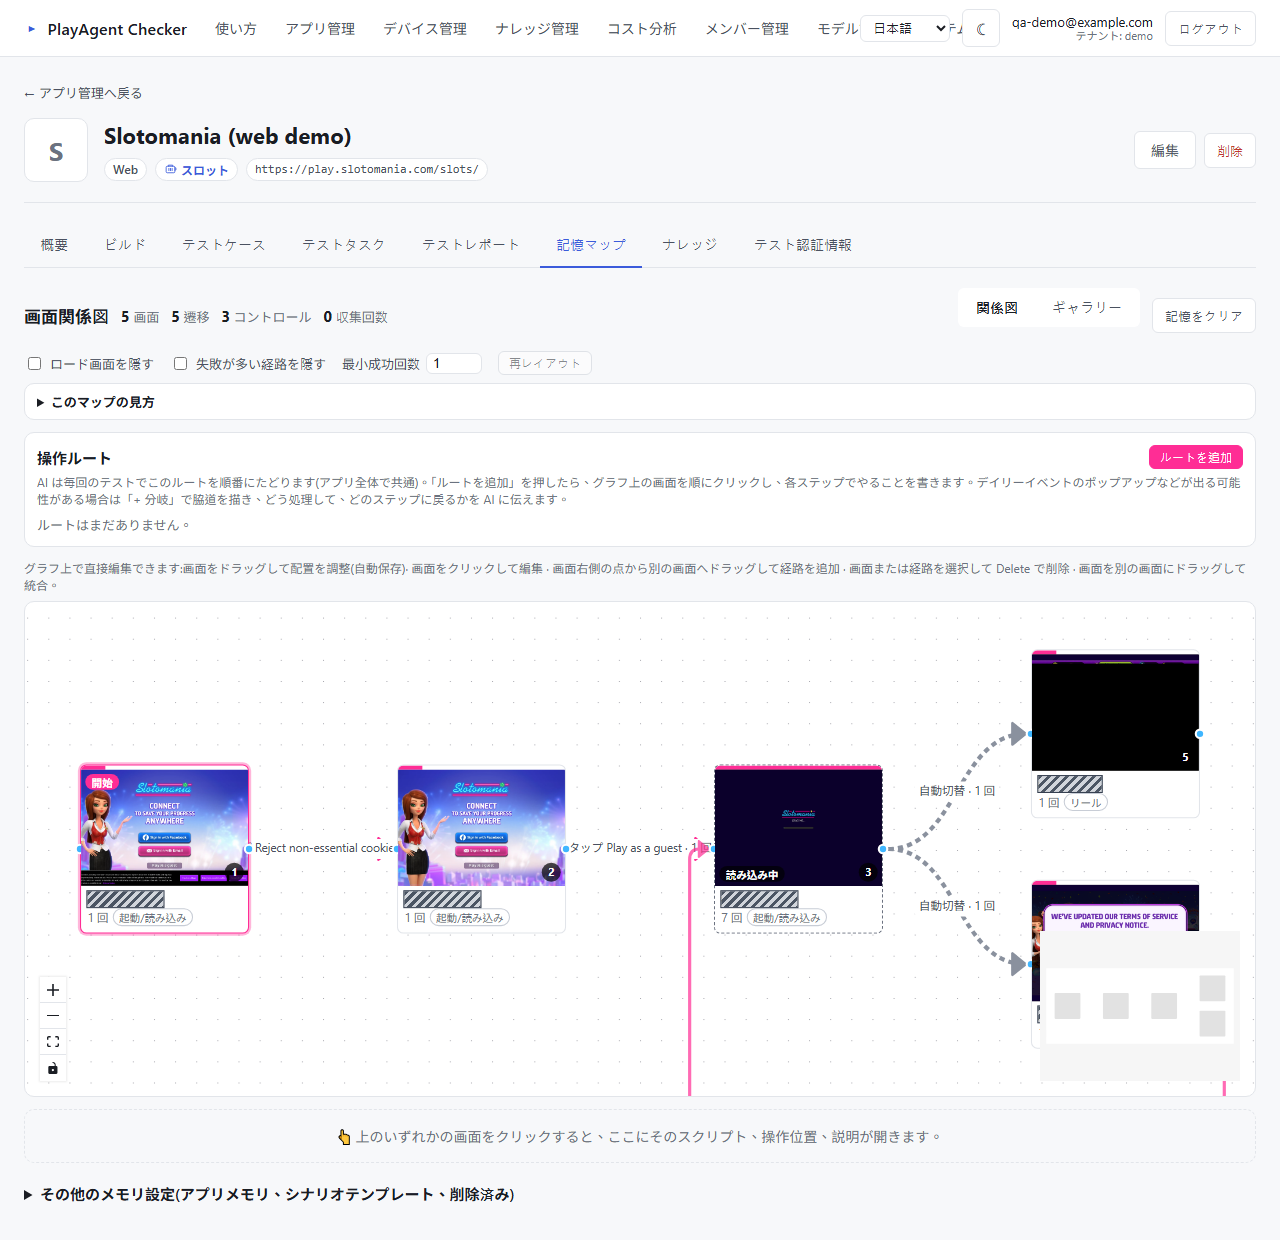 PlayAgent Checker
使い方
アプリ管理
デバイス管理
ナレッジ管理
コスト分析
メンバー管理
モデル
日本語
qa-demo@example.com
テナント: demo
ログアウト
← アプリ管理へ戻る
S
Slotomania (web demo)
Web
スロット
https://play.slotomania.com/slots/
編集
削除
概要
ビルド
テストケース
テストタスク
テストレポート
記憶マップ
ナレッジ
テスト認証情報
画面関係図
5 画面
5 遷移
3 コントロール
0 収集回数
関係図
ギャラリー
記憶をクリア
ロード画面を隠す
失敗が多い経路を隠す
最小成功回数
1
再レイアウト
▶ このマップの見方
操作ルート
ルートを追加
AI は毎回のテストでこのルートを順番にたどります(アプリ全体で共通)。「ルートを追加」を押したら、グラフ上の画面を順にクリックし、各ステップでやることを書きます。デイリーイベントのポップアップなどが出る可能
性がある場合は「+ 分岐」で脇道を描き、どう処理して、どのステップに戻るかを AI に伝えます。
ルートはまだありません。
グラフ上で直接編集できます:画面をドラッグして配置を調整(自動保存)· 画面をクリックして編集 · 画面右側の点から別の画面へドラッグして経路を追加 · 画面または経路を選択して Delete で削除 · 画面を別の画面にドラッグして
統合。
開始
Slotomania
CONNECT
TO SAVE YOUR PROGRESS
ANYWHERE
Sign in with Facebook
1
1 回
起動/読み込み
Reject non-essential cookie
Slotomania
CONNECT
TO SAVE YOUR PROGRESS
ANYWHERE
Sign in with Facebook
2
1 回
起動/読み込み
タップ Play as a guest · 1 回
Slotomania
読み込み中
3
7 回
起動/読み込み
自動切替 · 1 回
自動切替 · 1 回
5
1 回
リール
WE'VE UPDATED OUR TERMS OF SERVICE
AND PRIVACY NOTICE.
👆 上のいずれかの画面をクリックすると、ここにそのスクリプト、操作位置、説明が開きます。
▶ その他のメモリ設定(アプリメモリ、シナリオテンプレート、削除済み)